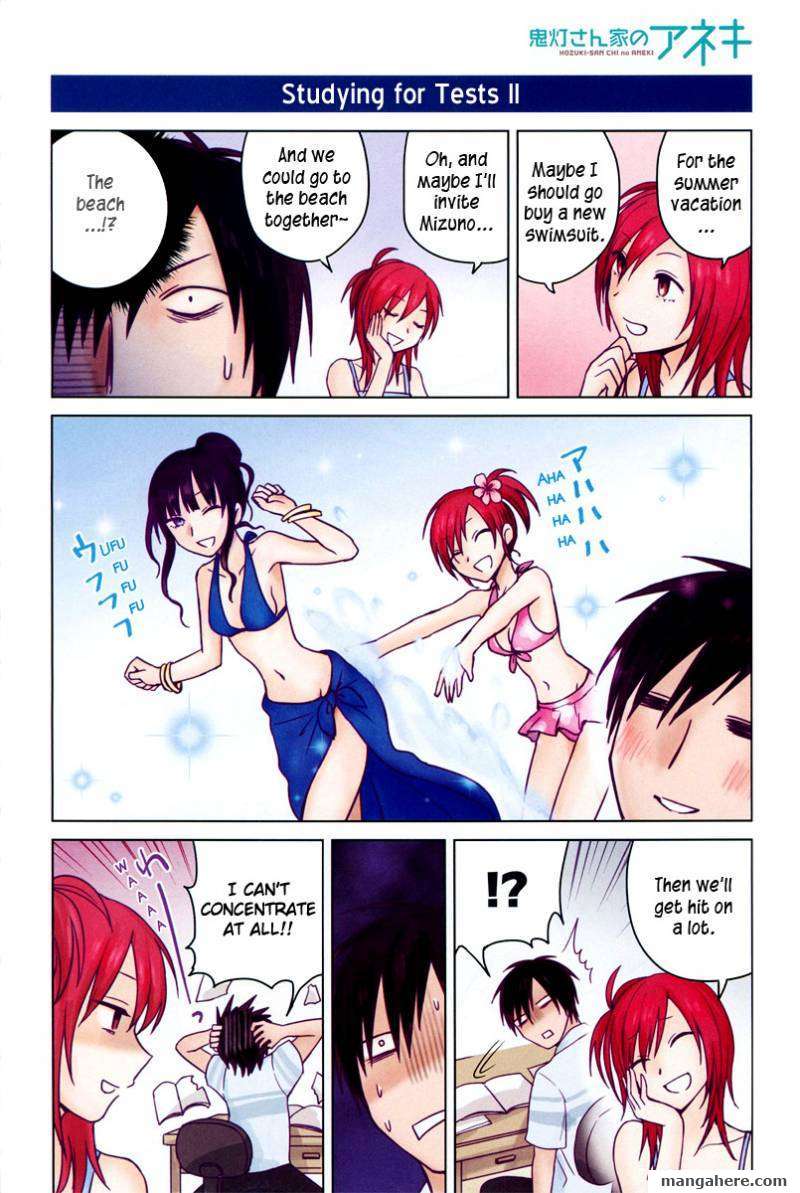 鬼灯さん家のアネキ
HOZUKI-SAN CHI no ANEKI
Studying for Tests II
For the
summer
vacation
...
Maybe I
should go
buy a new
swimsuit.
Oh, and
maybe I'll
invite
Mizuno...
And we
could go to
the beach
together~
The
beach
...!?
アハハハ
AHA
HA
HA
HA
ウフフフ
UFU
FU
FU
FU
Then we'll
get hit on
a lot.
!?
I CAN'T
CONCENTRATE
AT ALL!!
わー
WAAAAA
mangahere.com